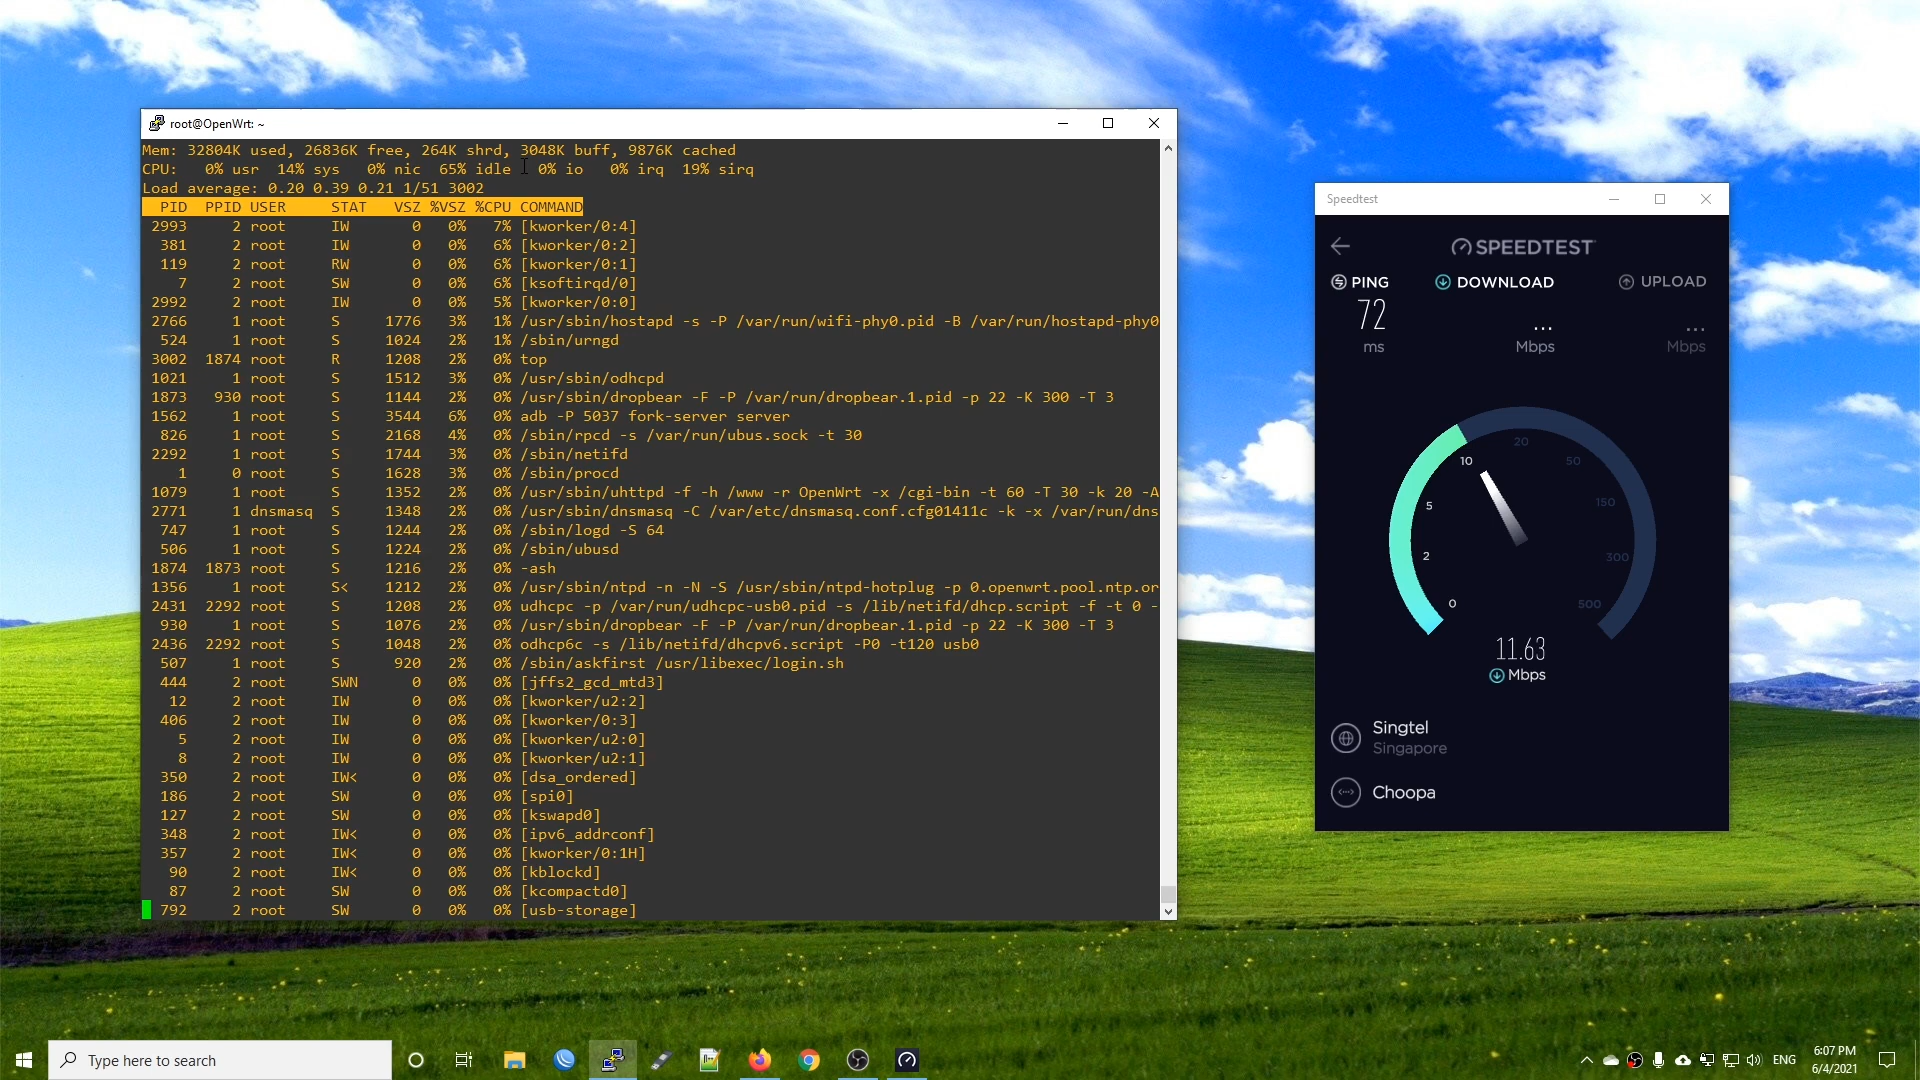 root@OpenWrt: ~
Mem: 32804K used, 26836K free, 264K shrd, 3048K buff, 9876K cached
CPU:   0% usr  14% sys   0% nic  65% idle   0% io   0% irq  19% sirq
Load average: 0.20 0.39 0.21 1/51 3002
PID  PPID USER     STAT   VSZ %VSZ %CPU COMMAND
2993     2 root     IW       0   0%   7% [kworker/0:4]
381     2 root     IW       0   0%   6% [kworker/0:2]
119     2 root     RW       0   0%   6% [kworker/0:1]
7     2 root     SW       0   0%   6% [ksoftirqd/0]
2992     2 root     IW       0   0%   5% [kworker/0:0]
2766     1 root     S     1776   3%   1% /usr/sbin/hostapd -s -P /var/run/wifi-phy0.pid -B /var/run/hostapd-phy0
524     1 root     S     1024   2%   1% /sbin/urngd
3002  1874 root     R     1208   2%   0% top
1021     1 root     S     1512   3%   0% /usr/sbin/odhcpd
1873   930 root     S     1144   2%   0% /usr/sbin/dropbear -F -P /var/run/dropbear.1.pid -p 22 -K 300 -T 3
1562     1 root     S     3544   6%   0% adb -P 5037 fork-server server
826     1 root     S     2168   4%   0% /sbin/rpcd -s /var/run/ubus.sock -t 30
2292     1 root     S     1744   3%   0% /sbin/netifd
1     0 root     S     1628   3%   0% /sbin/procd
1079     1 root     S     1352   2%   0% /usr/sbin/uhttpd -f -h /www -r OpenWrt -x /cgi-bin -t 60 -T 30 -k 20 -A
2771     1 dnsmasq  S     1348   2%   0% /usr/sbin/dnsmasq -C /var/etc/dnsmasq.conf.cfg01411c -k -x /var/run/dns
747     1 root     S     1244   2%   0% /sbin/logd -S 64
506     1 root     S     1224   2%   0% /sbin/ubusd
1874  1873 root     S     1216   2%   0% -ash
1356     1 root     S<    1212   2%   0% /usr/sbin/ntpd -n -N -S /usr/sbin/ntpd-hotplug -p 0.openwrt.pool.ntp.or
2431  2292 root     S     1208   2%   0% udhcpc -p /var/run/udhcpc-usb0.pid -s /lib/netifd/dhcp.script -f -t 0 -
930     1 root     S     1076   2%   0% /usr/sbin/dropbear -F -P /var/run/dropbear.1.pid -p 22 -K 300 -T 3
2436  2292 root     S     1048   2%   0% odhcp6c -s /lib/netifd/dhcpv6.script -P0 -t120 usb0
507     1 root     S      920   2%   0% /sbin/askfirst /usr/libexec/login.sh
444     2 root     SWN      0   0%   0% [jffs2_gcd_mtd3]
12     2 root     IW       0   0%   0% [kworker/u2:2]
406     2 root     IW       0   0%   0% [kworker/0:3]
5     2 root     IW       0   0%   0% [kworker/u2:0]
8     2 root     IW       0   0%   0% [kworker/u2:1]
350     2 root     IW<      0   0%   0% [dsa_ordered]
186     2 root     SW       0   0%   0% [spi0]
127     2 root     SW       0   0%   0% [kswapd0]
348     2 root     IW<      0   0%   0% [ipv6_addrconf]
357     2 root     IW<      0   0%   0% [kworker/0:1H]
90     2 root     IW<      0   0%   0% [kblockd]
87     2 root     SW       0   0%   0% [kcompactd0]
792     2 root     SW       0   0%   0% [usb-storage]
Speedtest
SPEEDTEST
PING DOWNLOAD UPLOAD
72 ... ...
ms Mbps Mbps
20
10 50
5 150
2 300
0 500
11.63
Mbps
Singtel
Singapore
Choopa
Type here to search
ENG
6:07 PM
6/4/2021